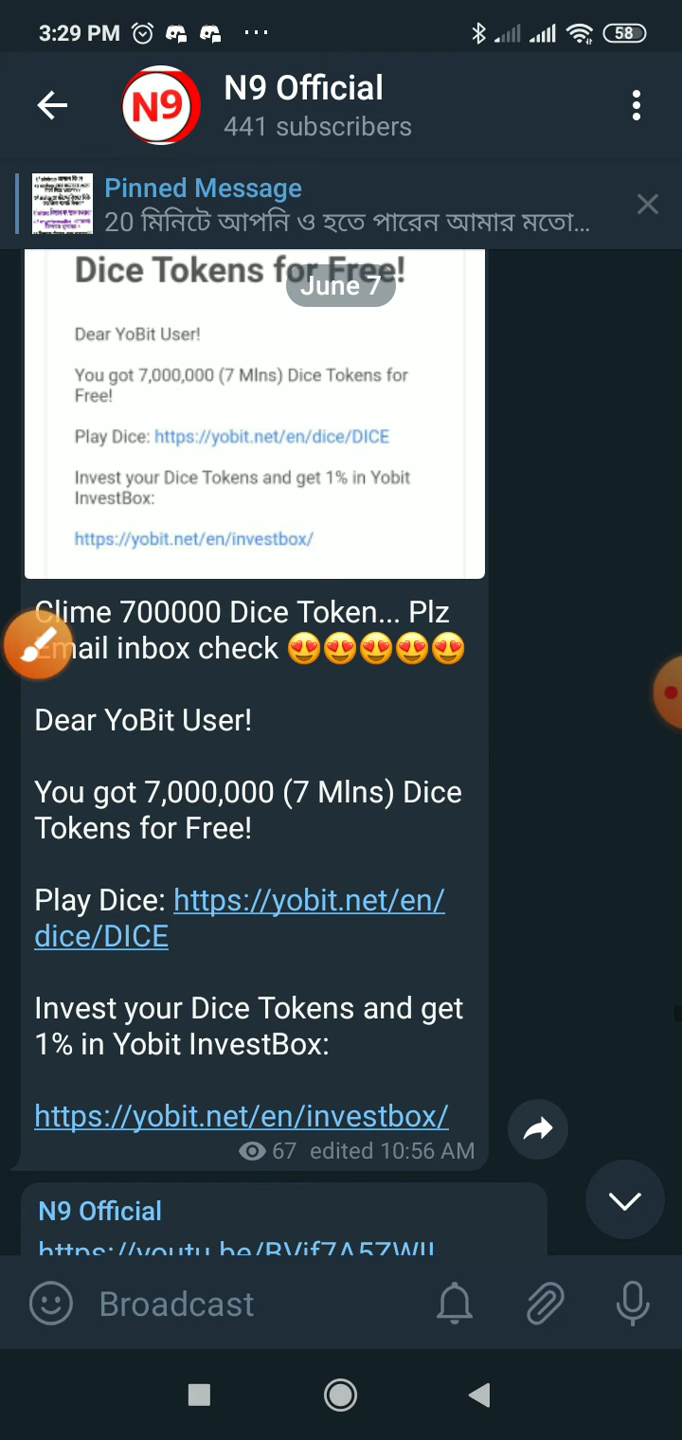 3:29 PM
58
N9
N9 Official
441 subscribers
Pinned Message
20 মিনিটে আপনি ও হতে পারেন আমার মতো...
Dice Tokens for Free!
June 7
Dear YoBit User!
You got 7,000,000 (7 Mlns) Dice Tokens for
Free!
Play Dice: https://yobit.net/en/dice/DICE
Invest your Dice Tokens and get 1% in Yobit
InvestBox:
https://yobit.net/en/investbox/
Clime 700000 Dice Token... Plz
Email inbox check 😍😍😍😍😍
Dear YoBit User!
You got 7,000,000 (7 Mlns) Dice
Tokens for Free!
Play Dice: https://yobit.net/en/
dice/DICE
Invest your Dice Tokens and get
1% in Yobit InvestBox:
https://yobit.net/en/investbox/
67 edited 10:56 AM
N9 Official
Broadcast